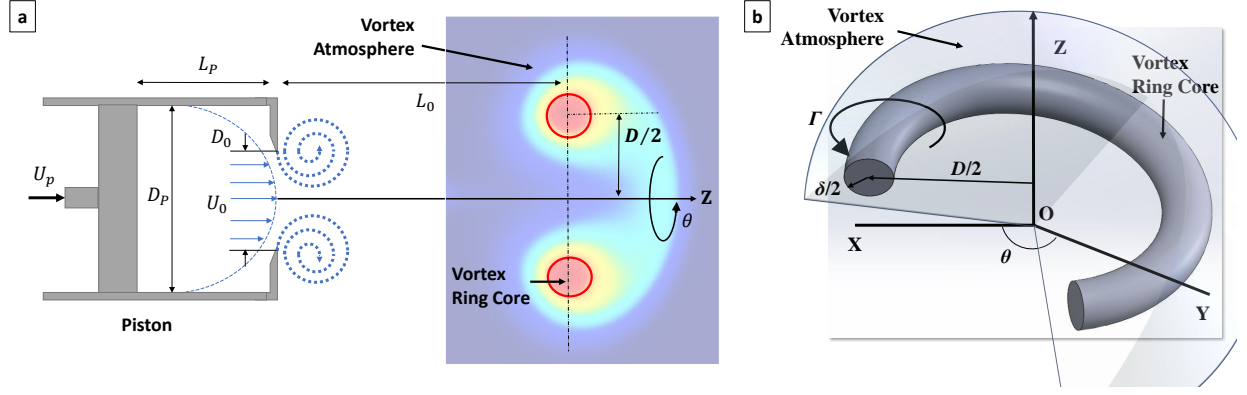 a
Vortex
Atmosphere
L_P
L_0
D_0
D/2
U_p
D_P
U_0
Z
θ
Vortex
Ring Core
Piston
b
Vortex
Atmosphere
Z
Vortex
Ring Core
Γ
D/2
δ/2
O
X
θ
Y